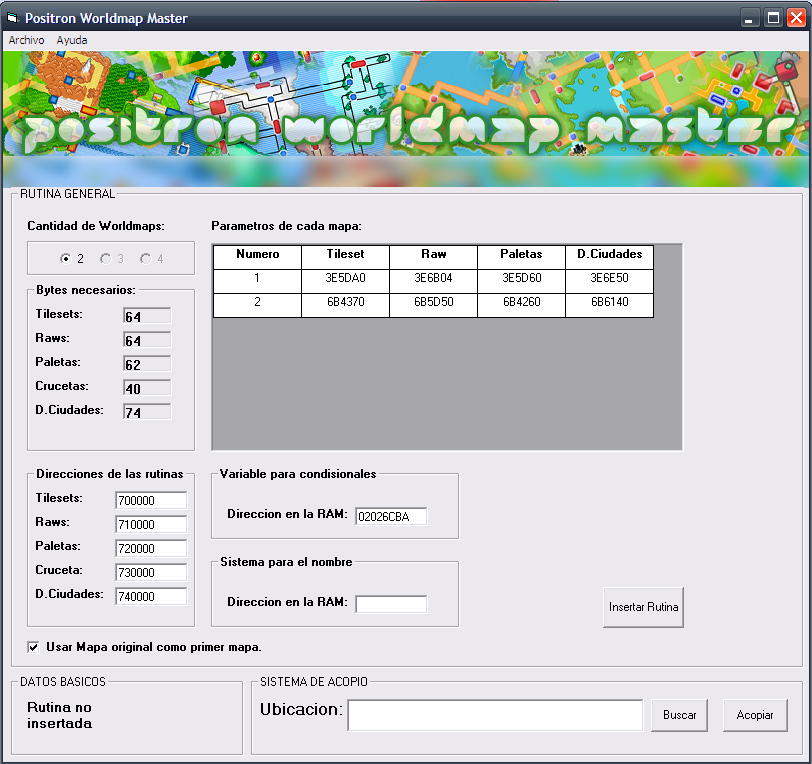 Positron Worldmap Master
Archivo Ayuda
positron worldmap master
RUTINA GENERAL
Cantidad de Worldmaps:
2 3 4
Bytes necesarios:
Tilesets: 64
Raws: 64
Paletas: 62
Crucetas: 40
D.Ciudades: 74
Parametros de cada mapa:
Numero Tileset Raw Paletas D.Ciudades
1 3E5DA0 3E6B04 3E5D60 3E6E50
2 6B4370 6B5D50 6B4260 6B6140
Direcciones de las rutinas
Tilesets: 700000
Raws: 710000
Paletas: 720000
Cruceta: 730000
D.Ciudades: 740000
Variable para condisionales
Direccion en la RAM: 02026CBA
Sistema para el nombre
Direccion en la RAM:
Insertar Rutina
Usar Mapa original como primer mapa.
DATOS BASICOS
Rutina no
insertada
SISTEMA DE ACOPIO
Ubicacion:
Buscar
Acopiar